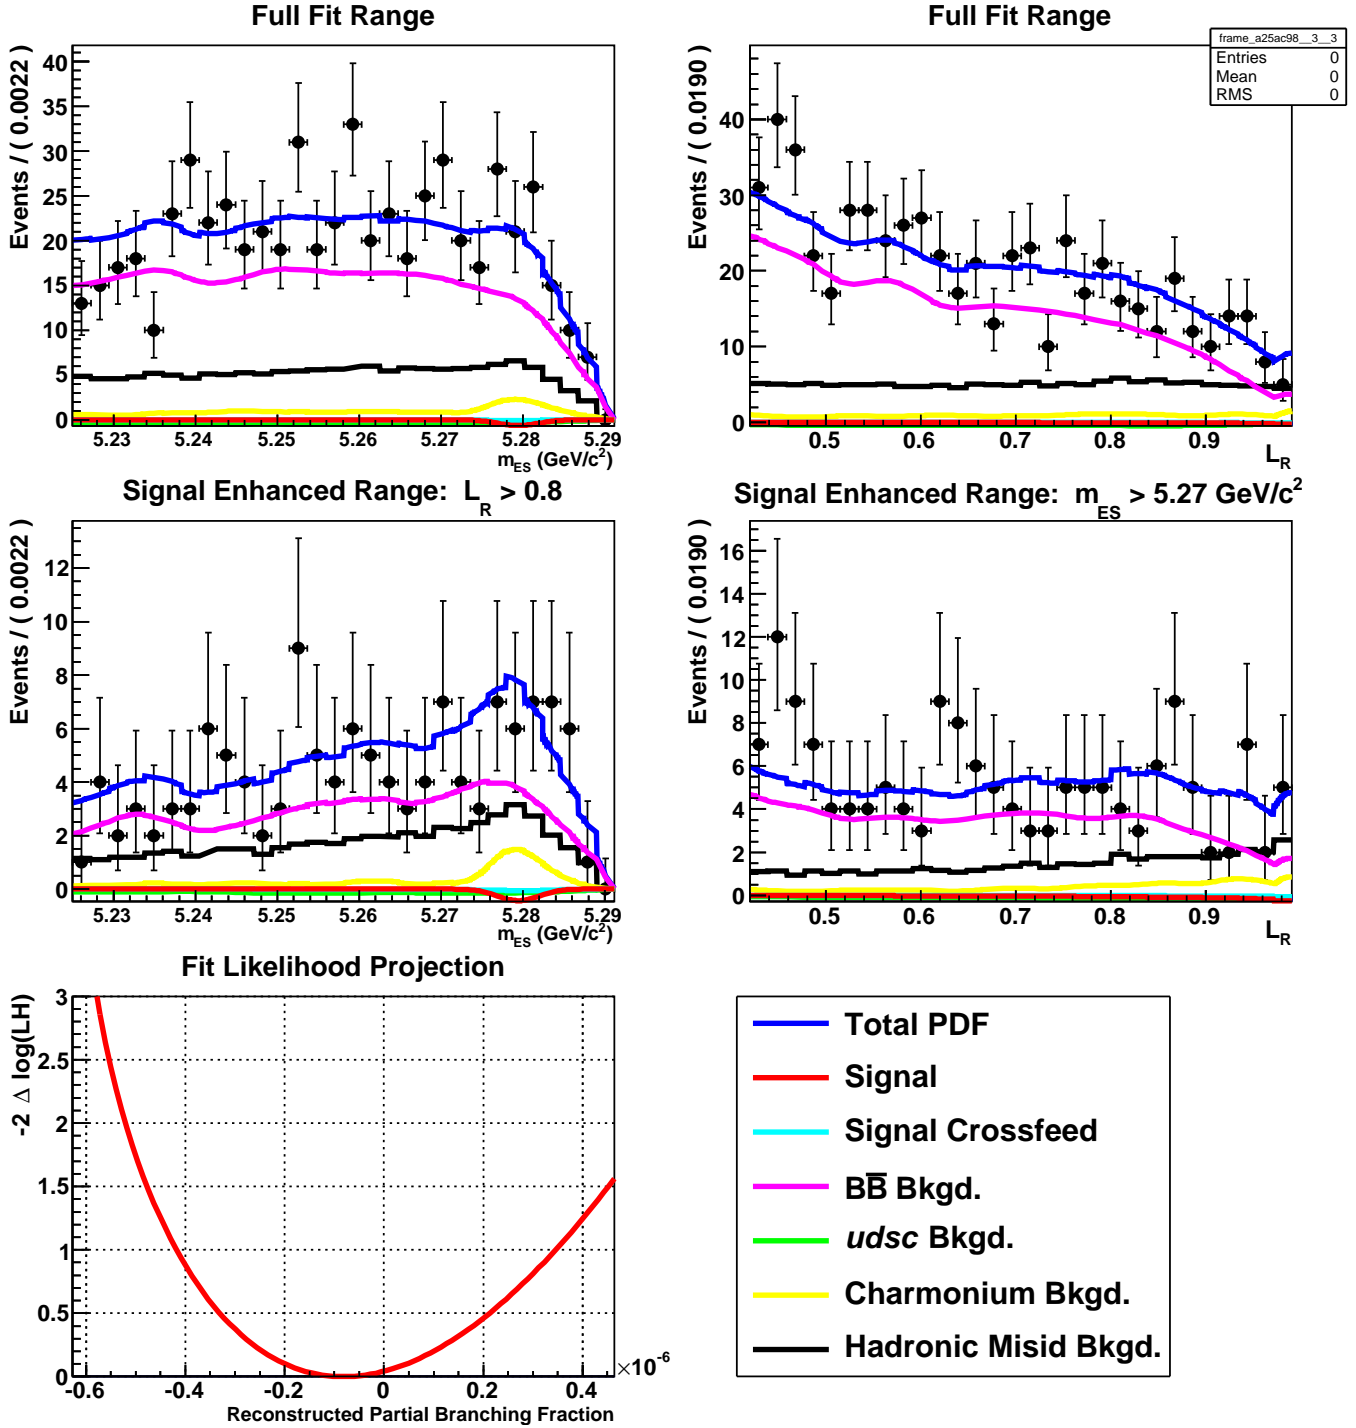 Full Fit Range
Events / ( 0.0022 )
40
35
30
25
20
15
10
5
0
5.23 5.24 5.25 5.26 5.27 5.28 5.29
m_ES (GeV/c²)
Full Fit Range
frame_a25ac98__3__3
Entries 0
Mean 0
RMS 0
Events / ( 0.0190 )
40
30
20
10
0
0.5 0.6 0.7 0.8 0.9
L_R
Signal Enhanced Range: L_R > 0.8
Events / ( 0.0022 )
12
10
8
6
4
2
0
5.23 5.24 5.25 5.26 5.27 5.28 5.29
m_ES (GeV/c²)
Signal Enhanced Range: m_ES > 5.27 GeV/c²
Events / ( 0.0190 )
16
14
12
10
8
6
4
2
0
0.5 0.6 0.7 0.8 0.9
L_R
Fit Likelihood Projection
-2 Δ log(LH)
3
2.5
2
1.5
1
0.5
0
-0.6 -0.4 -0.2 0 0.2 0.4
×10⁻⁶
Reconstructed Partial Branching Fraction
Total PDF
Signal
Signal Crossfeed
BB̅ Bkgd.
udsc Bkgd.
Charmonium Bkgd.
Hadronic Misid Bkgd.